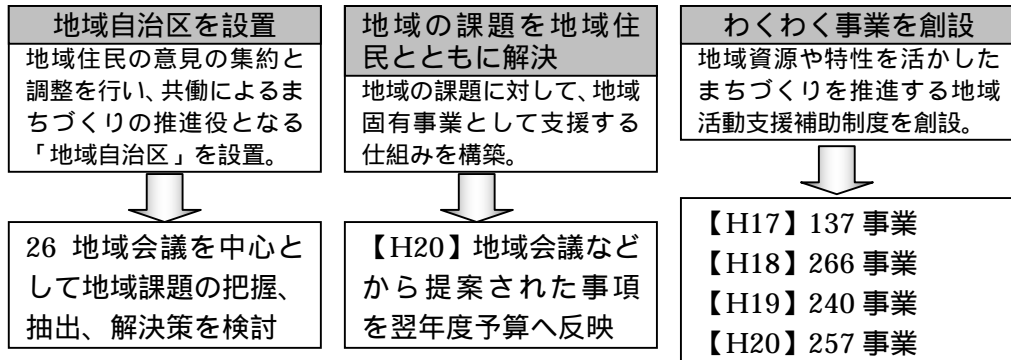 地域自治区を設置
地域住民の意見の集約と
調整を行い、共働によるま
ちづくりの推進役となる
「地域自治区」を設置。
26 地域会議を中心と
して地域課題の把握、
抽出、解決策を検討
地域の課題を地域住
民とともに解決
地域の課題に対して、地域
固有事業として支援する
仕組みを構築。
【H20】地域会議など
から提案された事項
を翌年度予算へ反映
わくわく事業を創設
地域資源や特性を活かした
まちづくりを推進する地域
活動支援補助制度を創設。
【H17】137 事業
【H18】266 事業
【H19】240 事業
【H20】257 事業